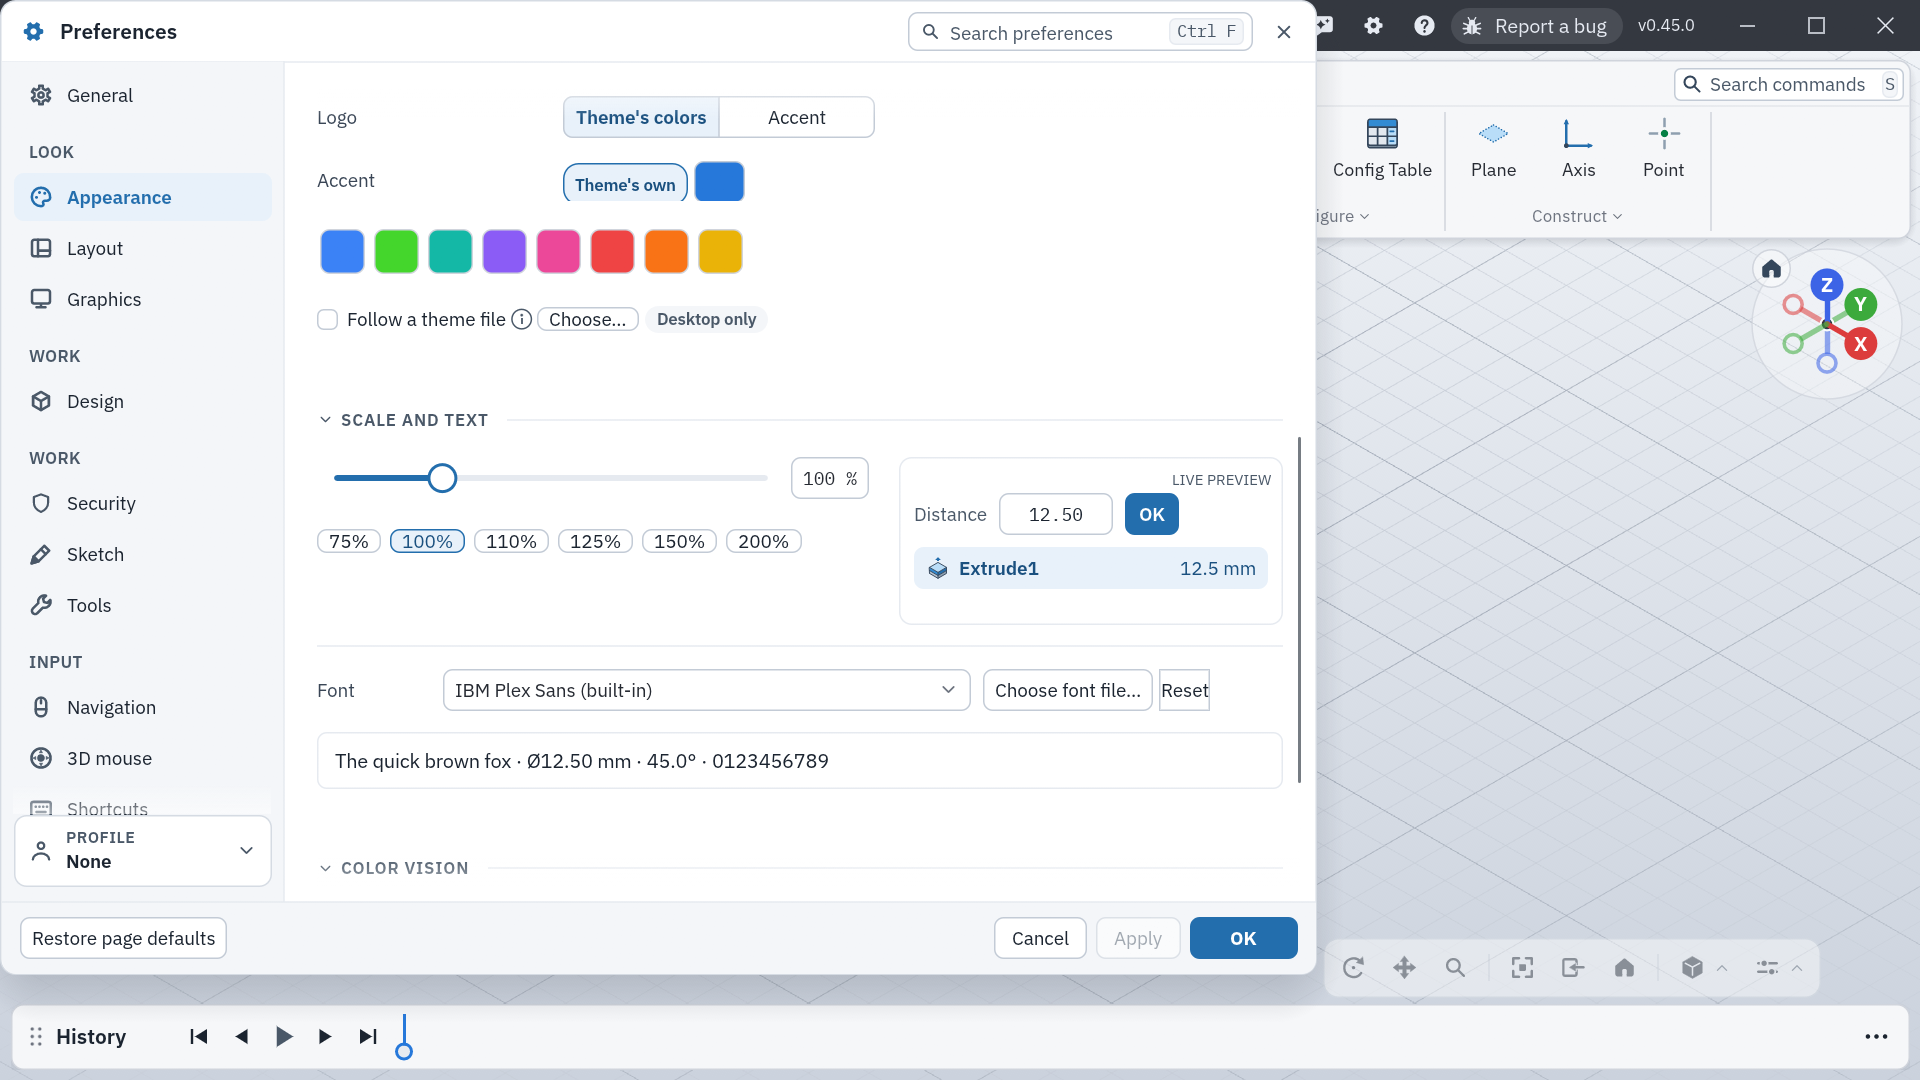 Preferences
Search preferences Ctrl F
Report a bug
v0.45.0
General
LOOK
Appearance
Layout
Graphics
WORK
Design
WORK
Security
Sketch
Tools
INPUT
Navigation
3D mouse
Shortcuts
PROFILE
None
Logo
Theme's colors Accent
Accent
Theme's own
Follow a theme file Choose... Desktop only
SCALE AND TEXT
100 %
75% 100% 110% 125% 150% 200%
LIVE PREVIEW
Distance 12.50 OK
Extrude1 12.5 mm
Font IBM Plex Sans (built-in) Choose font file... Reset
The quick brown fox · Ø12.50 mm · 45.0° · 0123456789
COLOR VISION
Restore page defaults Cancel Apply OK
Search commands S
Config Table Plane Axis Point
igure Construct
Z
Y
X
History